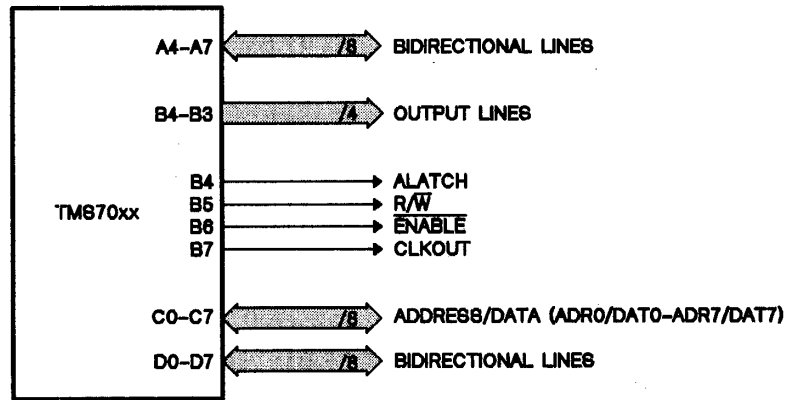 A4-A7 /8 BIDIRECTIONAL LINES
B4-B3 /4 OUTPUT LINES
B4 ALATCH
B5 R/W̅
TMS70xx
B6 E̅N̅A̅B̅L̅E̅
B7 CLKOUT
C0-C7 /8 ADDRESS/DATA (ADR0/DAT0-ADR7/DAT7)
D0-D7 /8 BIDIRECTIONAL LINES